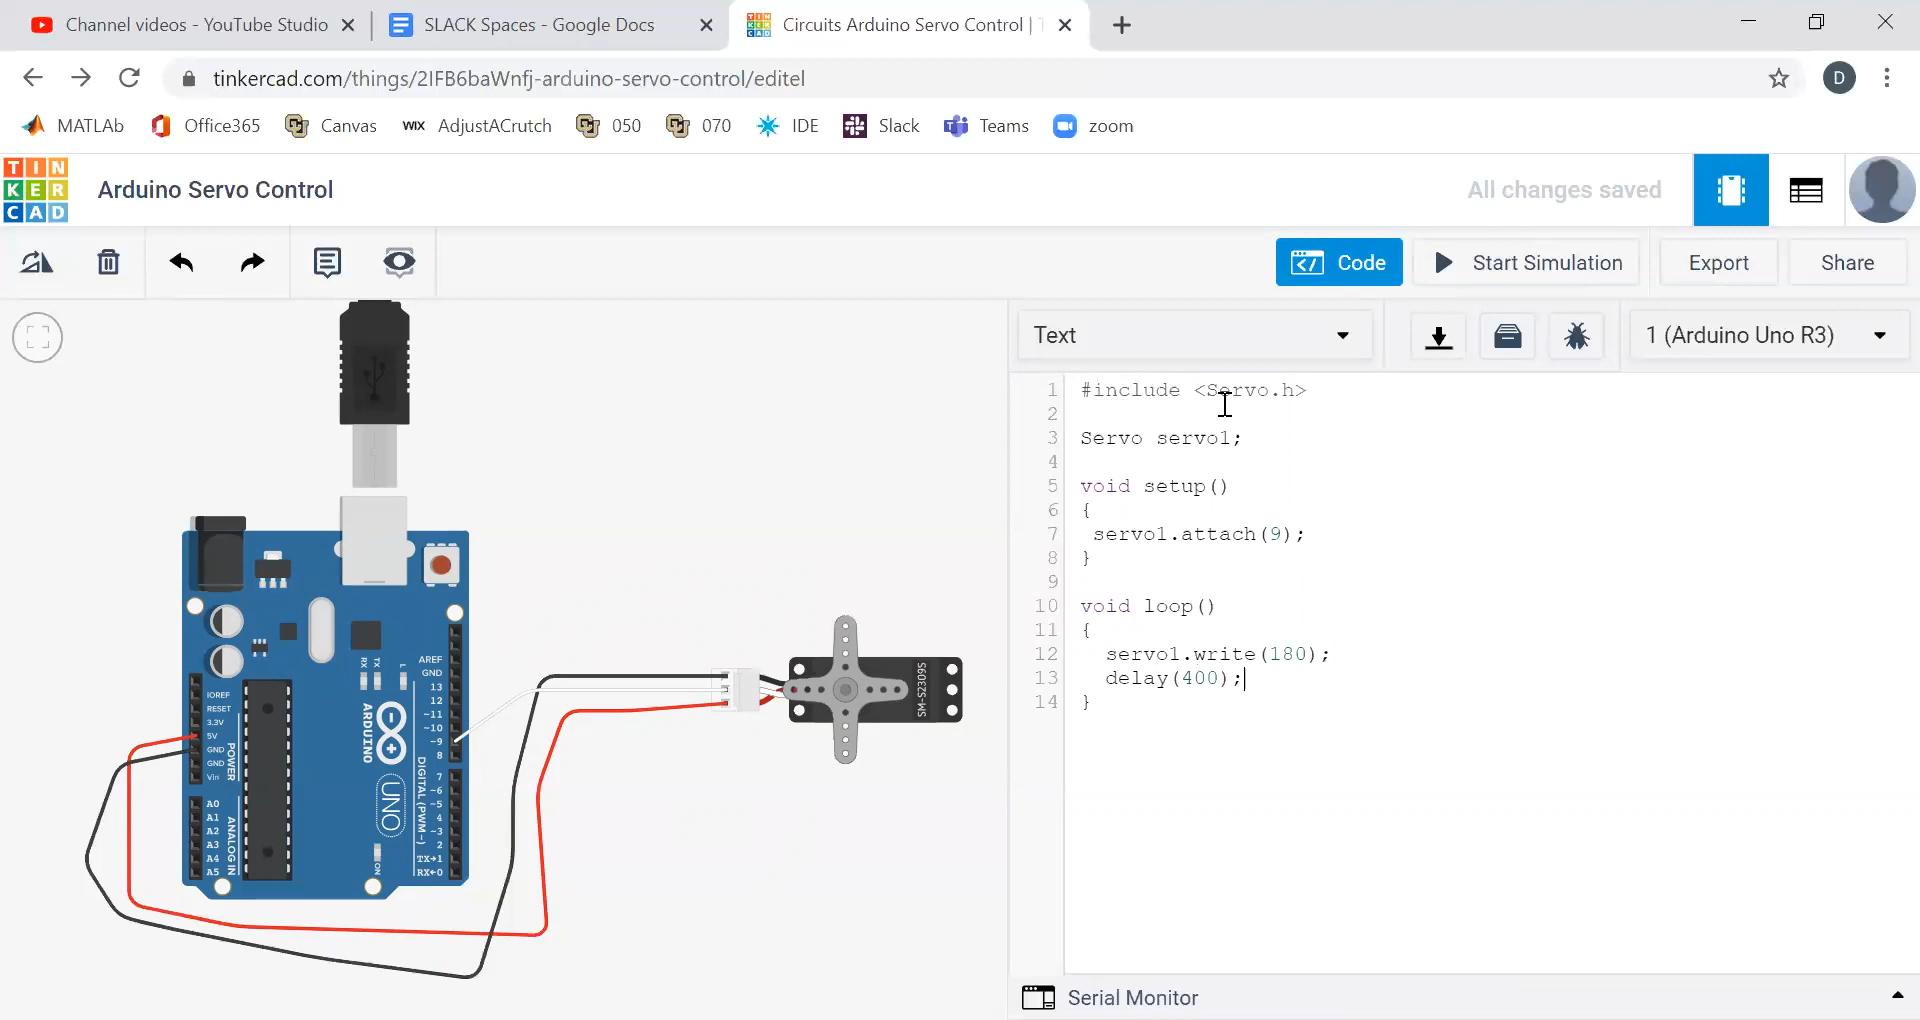 Channel videos - YouTube Studio
SLACK Spaces - Google Docs
Circuits Arduino Servo Control |
tinkercad.com/things/2IFB6baWnfj-arduino-servo-control/editel
D
MATLAb
Office365
Canvas
WIX AdjustACrutch
050
070
IDE
Slack
Teams
zoom
TIN
KER
CAD
Arduino Servo Control
All changes saved
Code
Start Simulation
Export
Share
Text
1 (Arduino Uno R3)
1 #include <Servo.h>
2
3 Servo servo1;
4
5 void setup()
6 {
7 servo1.attach(9);
8 }
9
10 void loop()
11 {
12 servo1.write(180);
13 delay(400);
14 }
Serial Monitor
IOREF
RESET
3.3V
5V
GND
GND
Vin
POWER
A0
A1
A2
A3
A4
A5
ANALOG IN
RX
TX
L
ARDUINO
UNO
ON
AREF
GND
13
12
~11
~10
~9
8
7
~6
~5
4
~3
2
TX→1
RX←0
DIGITAL (PWM~)
SM-S2309S